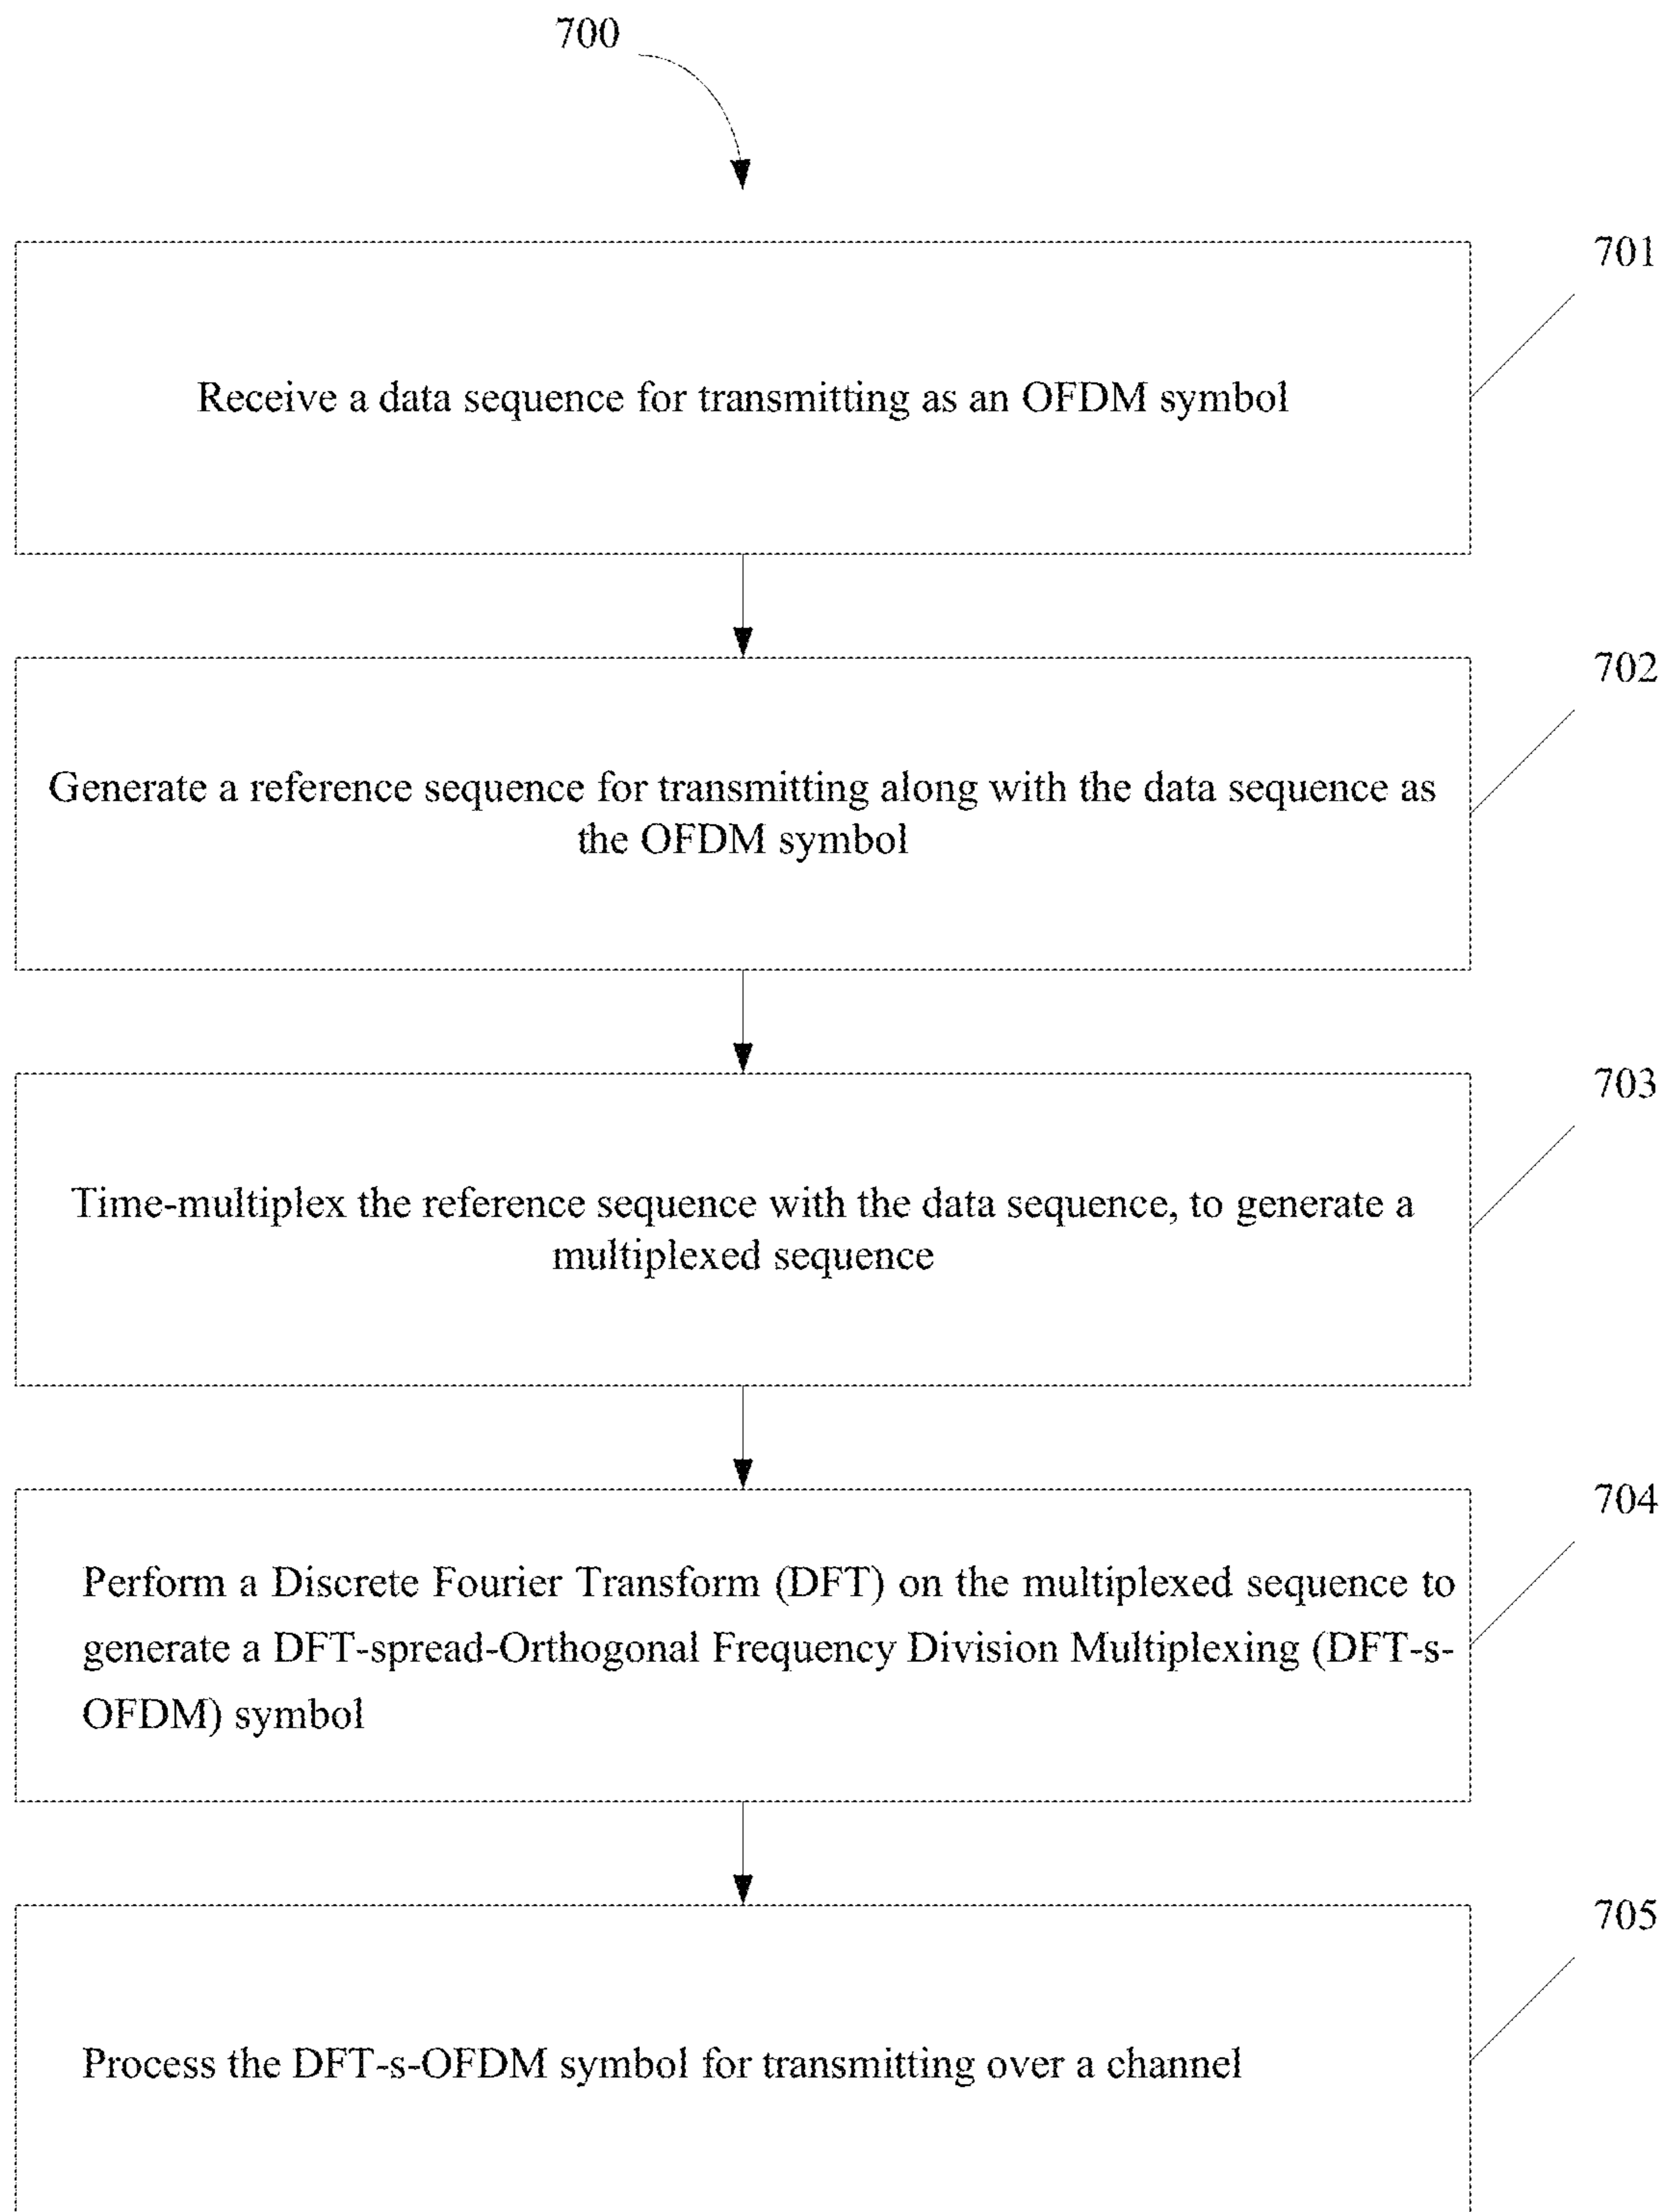 700
701
Receive a data sequence for transmitting as an OFDM symbol
702
Generate a reference sequence for transmitting along with the data sequence as
the OFDM symbol
703
Time-multiplex the reference sequence with the data sequence, to generate a
multiplexed sequence
704
Perform a Discrete Fourier Transform (DFT) on the multiplexed sequence to
generate a DFT-spread-Orthogonal Frequency Division Multiplexing (DFT-s-
OFDM) symbol
705
Process the DFT-s-OFDM symbol for transmitting over a channel